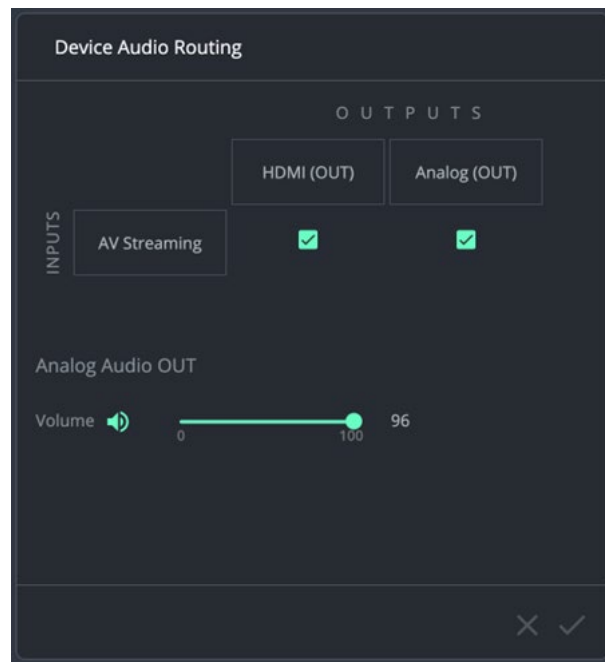 Device Audio Routing
OUTPUTS
HDMI (OUT) Analog (OUT)
INPUTS
AV Streaming
Analog Audio OUT
Volume 96
0 100